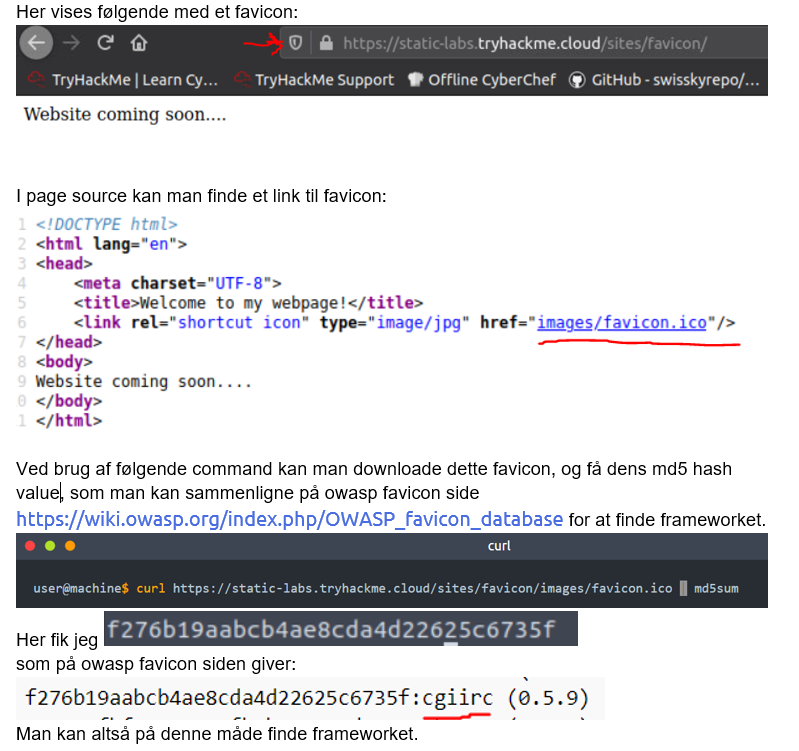 Her vises følgende med et favicon:
https://static-labs.tryhackme.cloud/sites/favicon/
TryHackMe | Learn Cy... TryHackMe Support Offline CyberChef GitHub - swisskyrepo/...
Website coming soon....
I page source kan man finde et link til favicon:
1 <!DOCTYPE html>
2 <html lang="en">
3 <head>
4 <meta charset="UTF-8">
5 <title>Welcome to my webpage!</title>
6 <link rel="shortcut icon" type="image/jpg" href="images/favicon.ico"/>
7 </head>
8 <body>
9 Website coming soon....
0 </body>
1 </html>
Ved brug af følgende command kan man downloade dette favicon, og få dens md5 hash
value, som man kan sammenligne på owasp favicon side
https://wiki.owasp.org/index.php/OWASP_favicon_database for at finde frameworket.
curl
user@machine$ curl https://static-labs.tryhackme.cloud/sites/favicon/images/favicon.ico | md5sum
Her fik jeg f276b19aabcb4ae8cda4d22625c6735f
som på owasp favicon siden giver:
f276b19aabcb4ae8cda4d22625c6735f:cgiirc (0.5.9)
Man kan altså på denne måde finde frameworket.